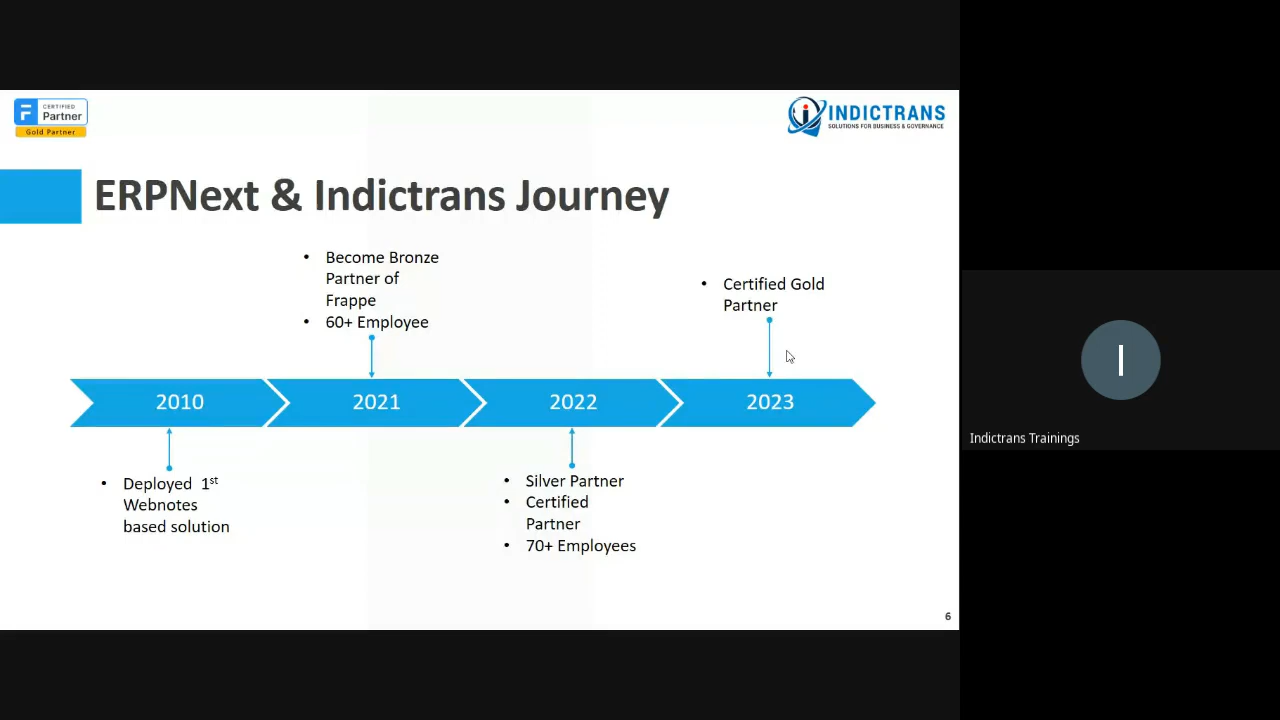 CERTIFIED
Partner
Gold Partner
INDICTRANS
SOLUTIONS FOR BUSINESS & GOVERNANCE
ERPNext & Indictrans Journey
• Become Bronze
Partner of
Frappe
• 60+ Employee
• Certified Gold
Partner
2010
2021
2022
2023
• Deployed 1st
Webnotes
based solution
• Silver Partner
• Certified
Partner
• 70+ Employees
6
I
Indictrans Trainings